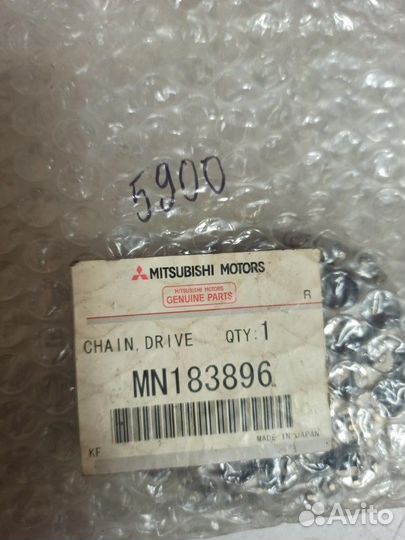 5900
MITSUBISHI MOTORS
MITSUBISHI MOTORS
GENUINE PARTS
R
CHAIN, DRIVE QTY:1
MN183896
KF
MADE IN JAPAN
Avito